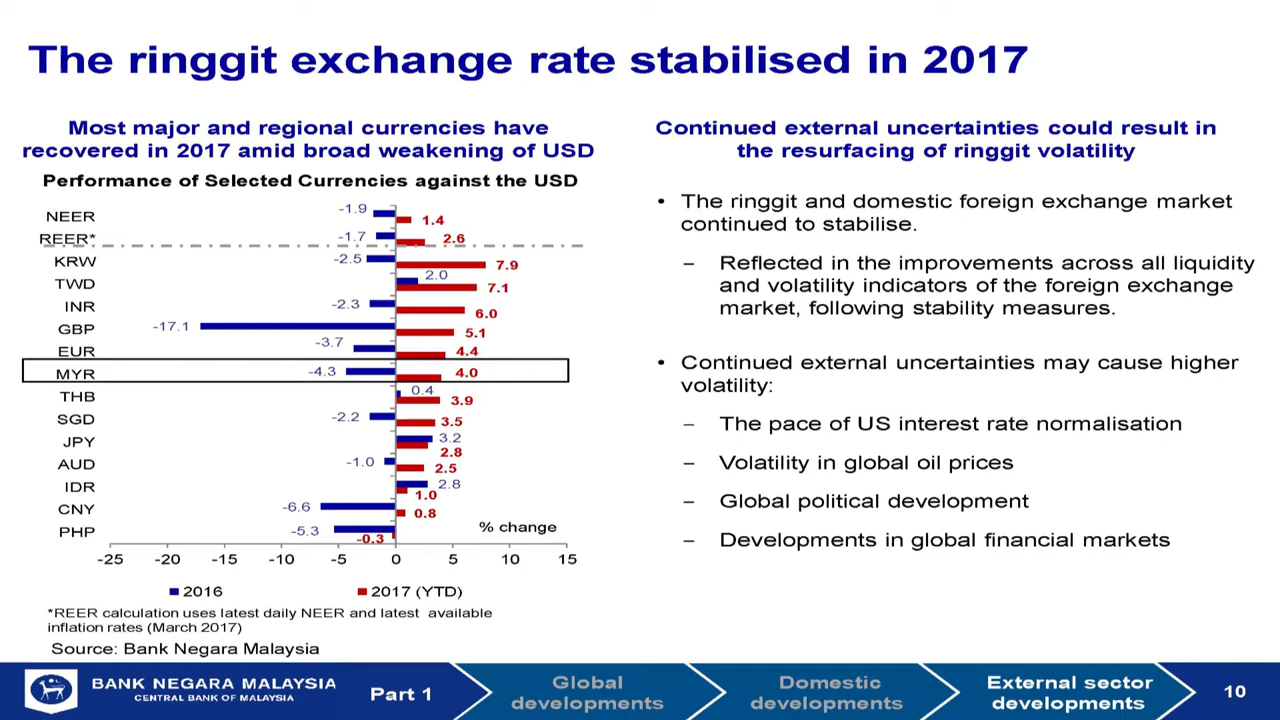 The ringgit exchange rate stabilised in 2017
Most major and regional currencies have
recovered in 2017 amid broad weakening of USD
Performance of Selected Currencies against the USD
NEER -1.9 1.4
REER* -1.7 2.6
KRW -2.5 7.9
TWD 2.0 7.1
INR -2.3 6.0
GBP -17.1 5.1
EUR -3.7 4.4
MYR -4.3 4.0
THB 0.4 3.9
SGD -2.2 3.5
JPY 3.2 2.8
AUD -1.0 2.5
IDR 2.8 1.0
CNY -6.6 0.8
PHP -5.3 -0.3
% change
-25 -20 -15 -10 -5 0 5 10 15
2016 2017 (YTD)
*REER calculation uses latest daily NEER and latest available
inflation rates (March 2017)
Source: Bank Negara Malaysia
Continued external uncertainties could result in
the resurfacing of ringgit volatility
• The ringgit and domestic foreign exchange market
continued to stabilise.
– Reflected in the improvements across all liquidity
and volatility indicators of the foreign exchange
market, following stability measures.
• Continued external uncertainties may cause higher
volatility:
– The pace of US interest rate normalisation
– Volatility in global oil prices
– Global political development
– Developments in global financial markets
BANK NEGARA MALAYSIA
CENTRAL BANK OF MALAYSIA
Part 1
Global
developments
Domestic
developments
External sector
developments
10